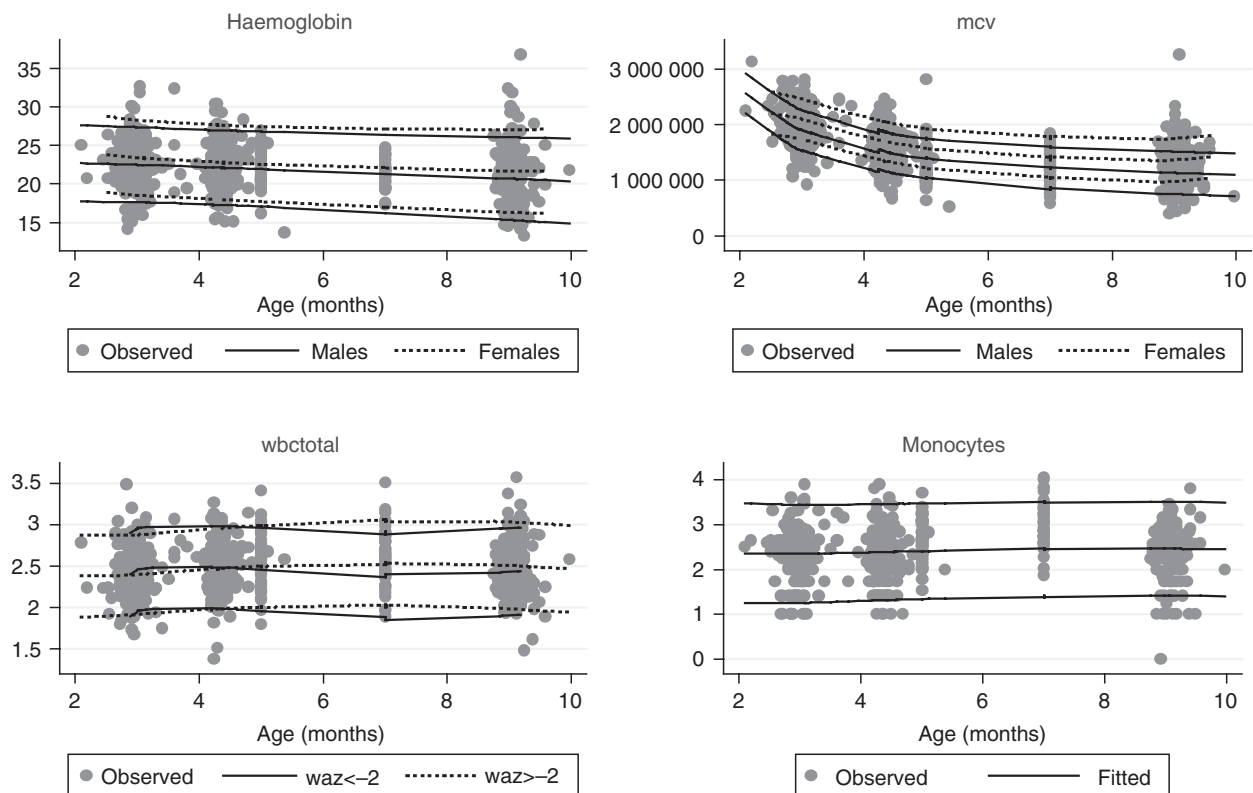 Haemoglobin
35
30
25
20
15
2 4 6 8 10
Age (months)
Observed Males Females
mcv
3 000 000
2 000 000
1 000 000
0
2 4 6 8 10
Age (months)
Observed Males Females
wbctotal
3.5
3
2.5
2
1.5
2 4 6 8 10
Age (months)
Observed waz<–2 waz>–2
Monocytes
4
3
2
1
0
2 4 6 8 10
Age (months)
Observed Fitted